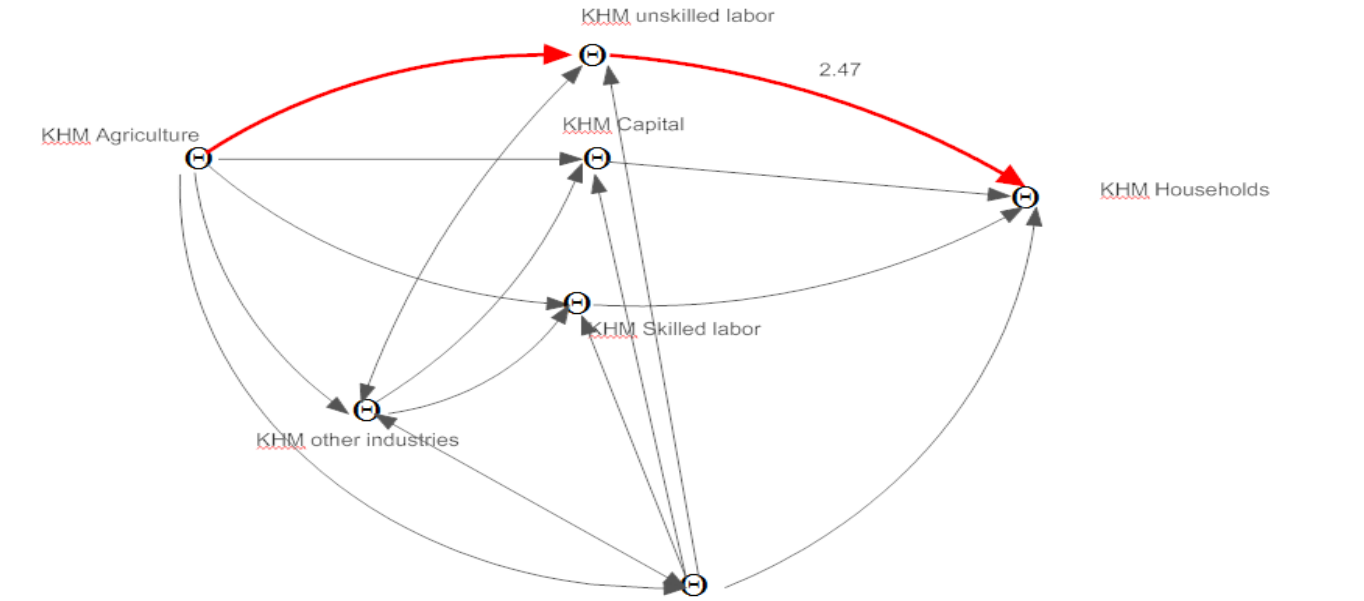 KHM unskilled labor
2.47
KHM Capital
KHM Agriculture
KHM Households
KHM Skilled labor
KHM other industries